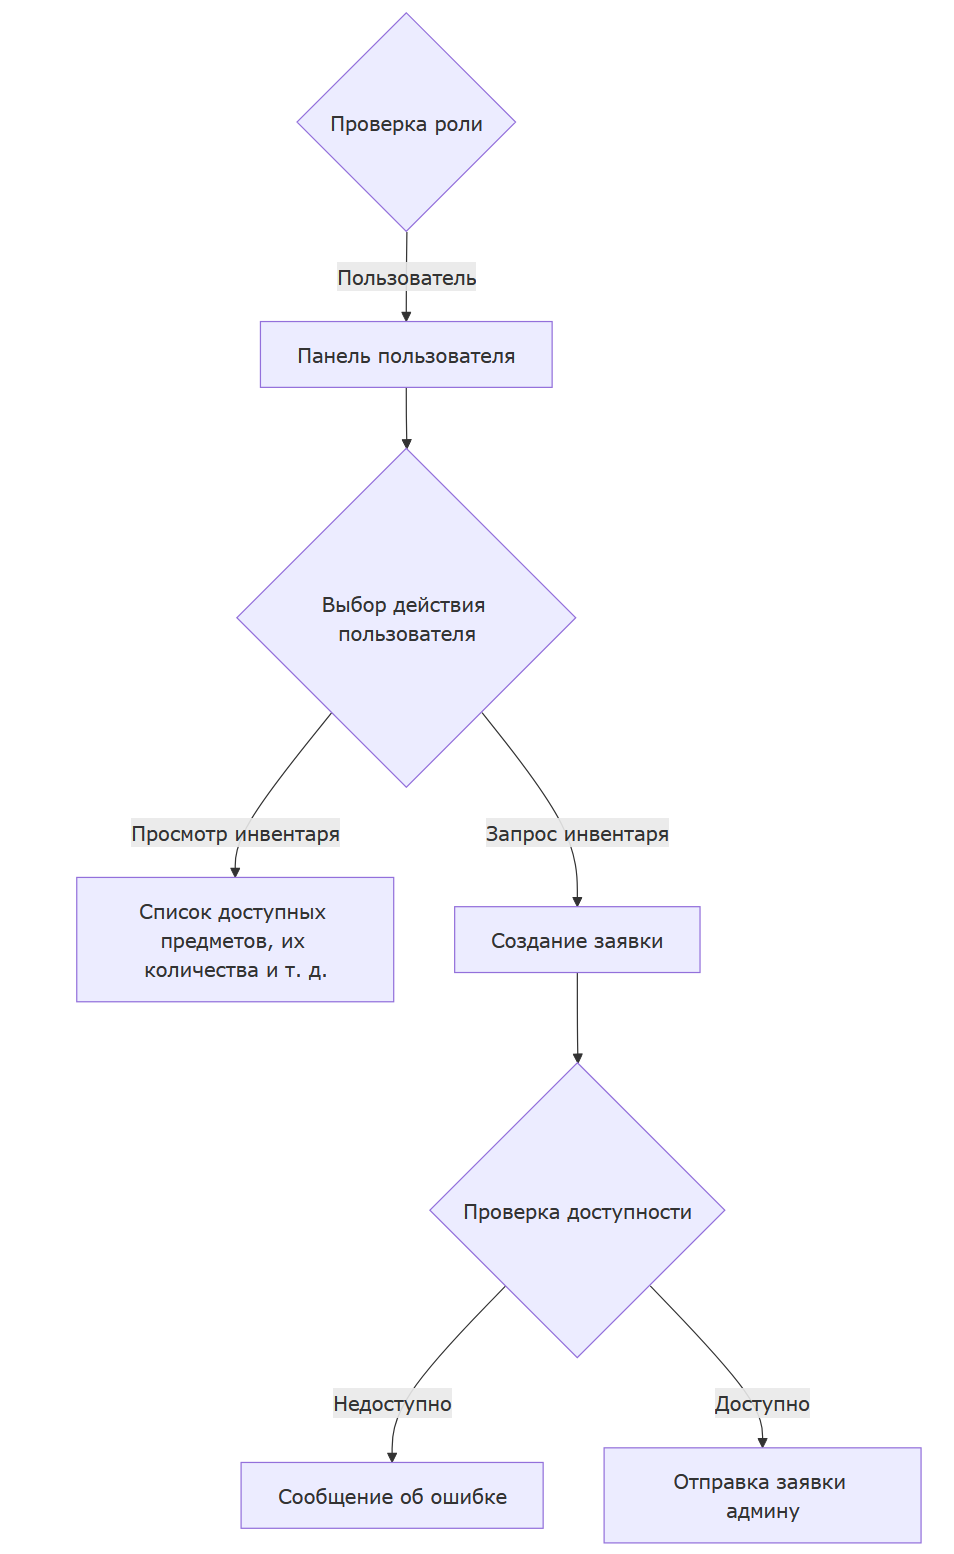 Проверка роли
Пользователь
Панель пользователя
Выбор действия
пользователя
Просмотр инвентаря
Запрос инвентаря
Список доступных
предметов, их
количества и т. д.
Создание заявки
Проверка доступности
Недоступно
Доступно
Сообщение об ошибке
Отправка заявки
админу